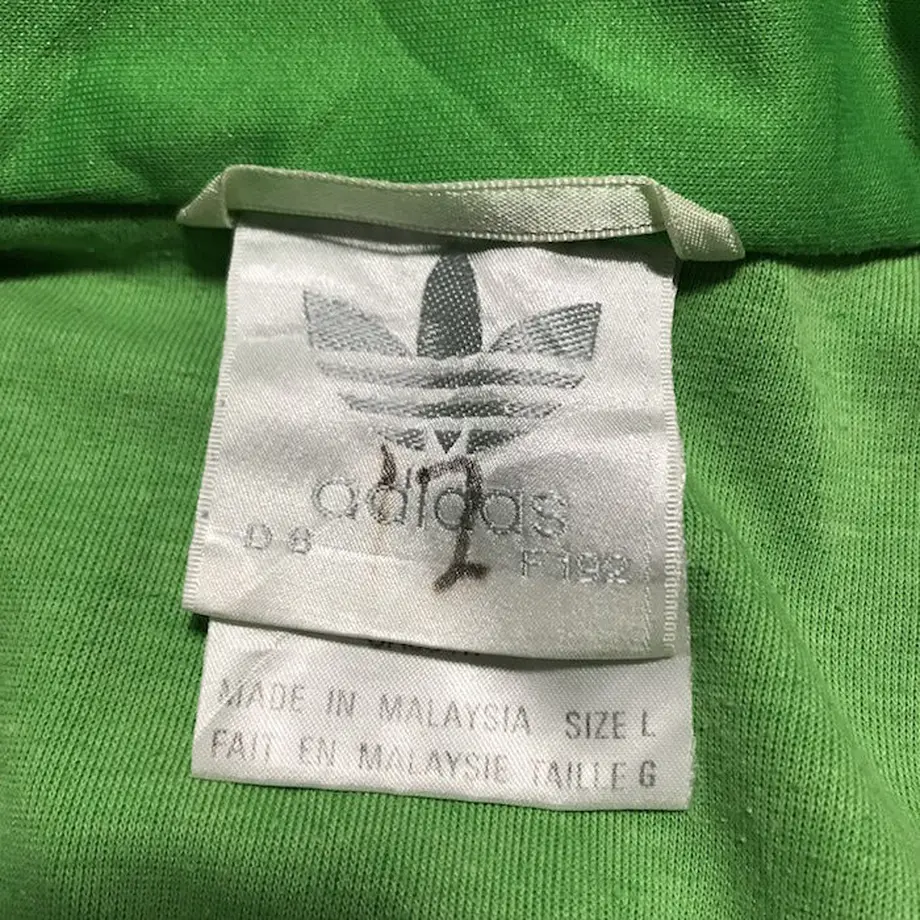 adidas
D 8 F 192
MADE IN MALAYSIA SIZE L
FAIT EN MALAYSIE TAILLE G